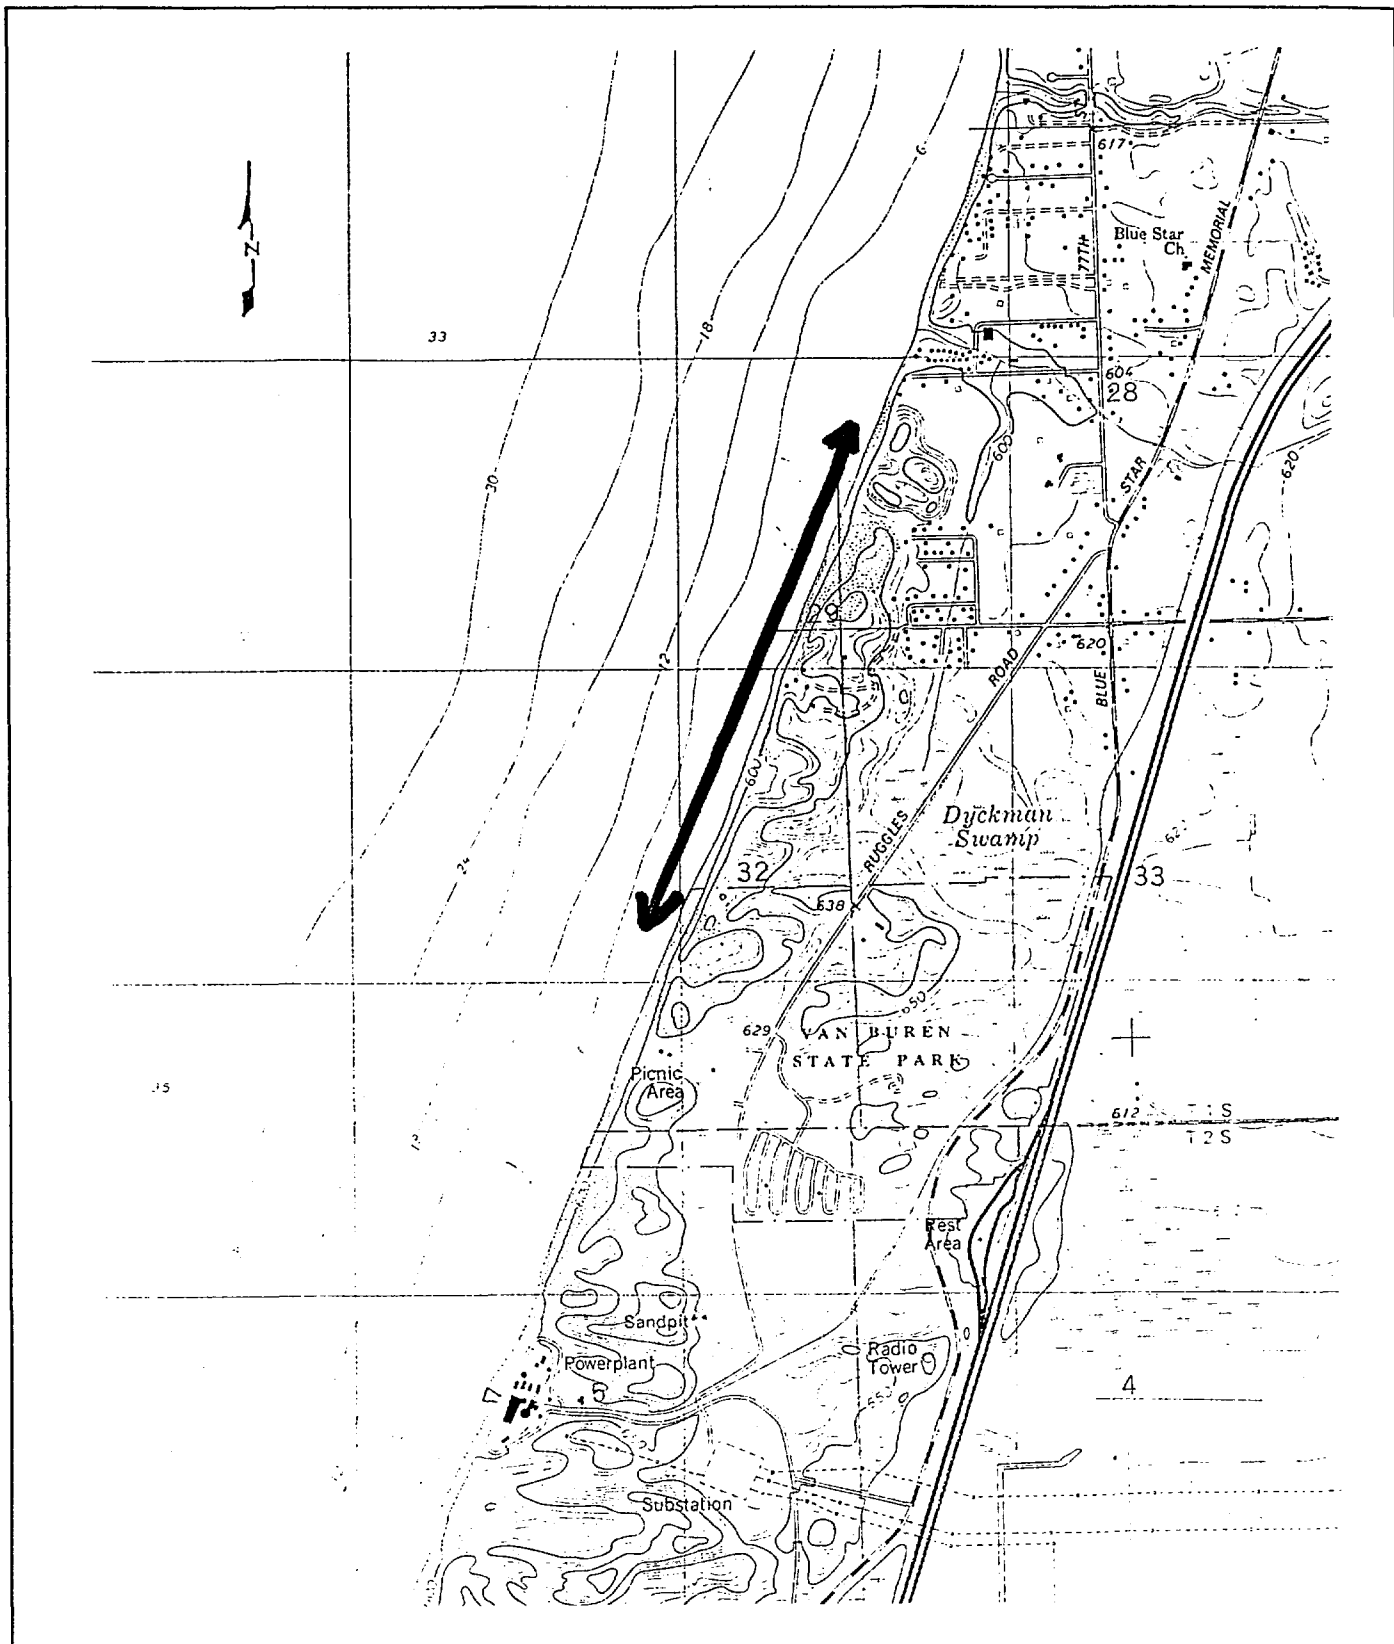 6
617
Blue Star
Ch
77TH
MEMORIAL
N
18
33
604
28
30
600
STAR
620
29
12
620
ROAD
BLUE
600
Dyckman
Swamp
RUGGLES
24
32
33
638
629
VAN BUREN
STATE PARK
Picnic
Area
612
T 1 S
T 2 S
Rest
Area
Sandpit
Powerplant
5
Radio
Tower
4
Substation